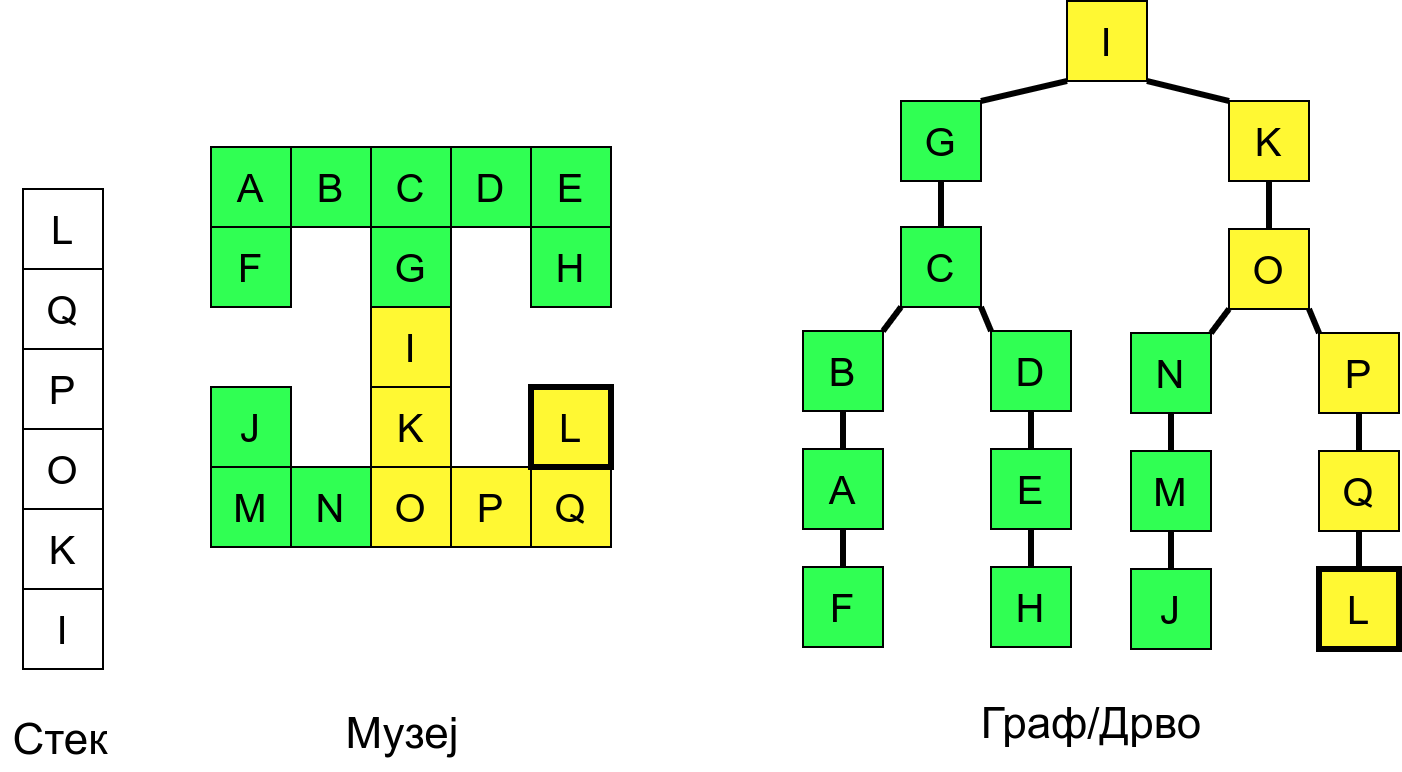 L
Q
P
O
K
I
Стек
A B C D E
F G H
I
J K L
M N O P Q
Музеј
I
G K
C O
B D N P
A E M Q
F H J L
Граф/Дрво